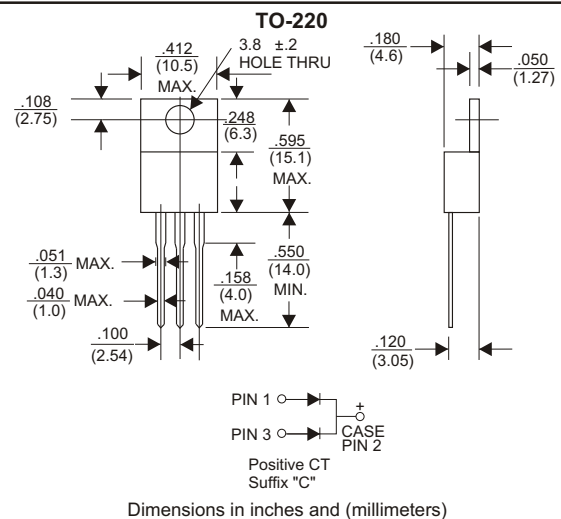 TO-220
.412
(10.5)
MAX.
3.8 ±.2
HOLE THRU
.180
(4.6)
.050
(1.27)
.108
(2.75)
.248
(6.3)
.595
(15.1)
MAX.
.051
(1.3) MAX.
.040
(1.0) MAX.
.158
(4.0)
MAX.
.550
(14.0)
MIN.
.100
(2.54)
.120
(3.05)
PIN 1
+
CASE
PIN 2
PIN 3
Positive CT
Suffix "C"
Dimensions in inches and (millimeters)